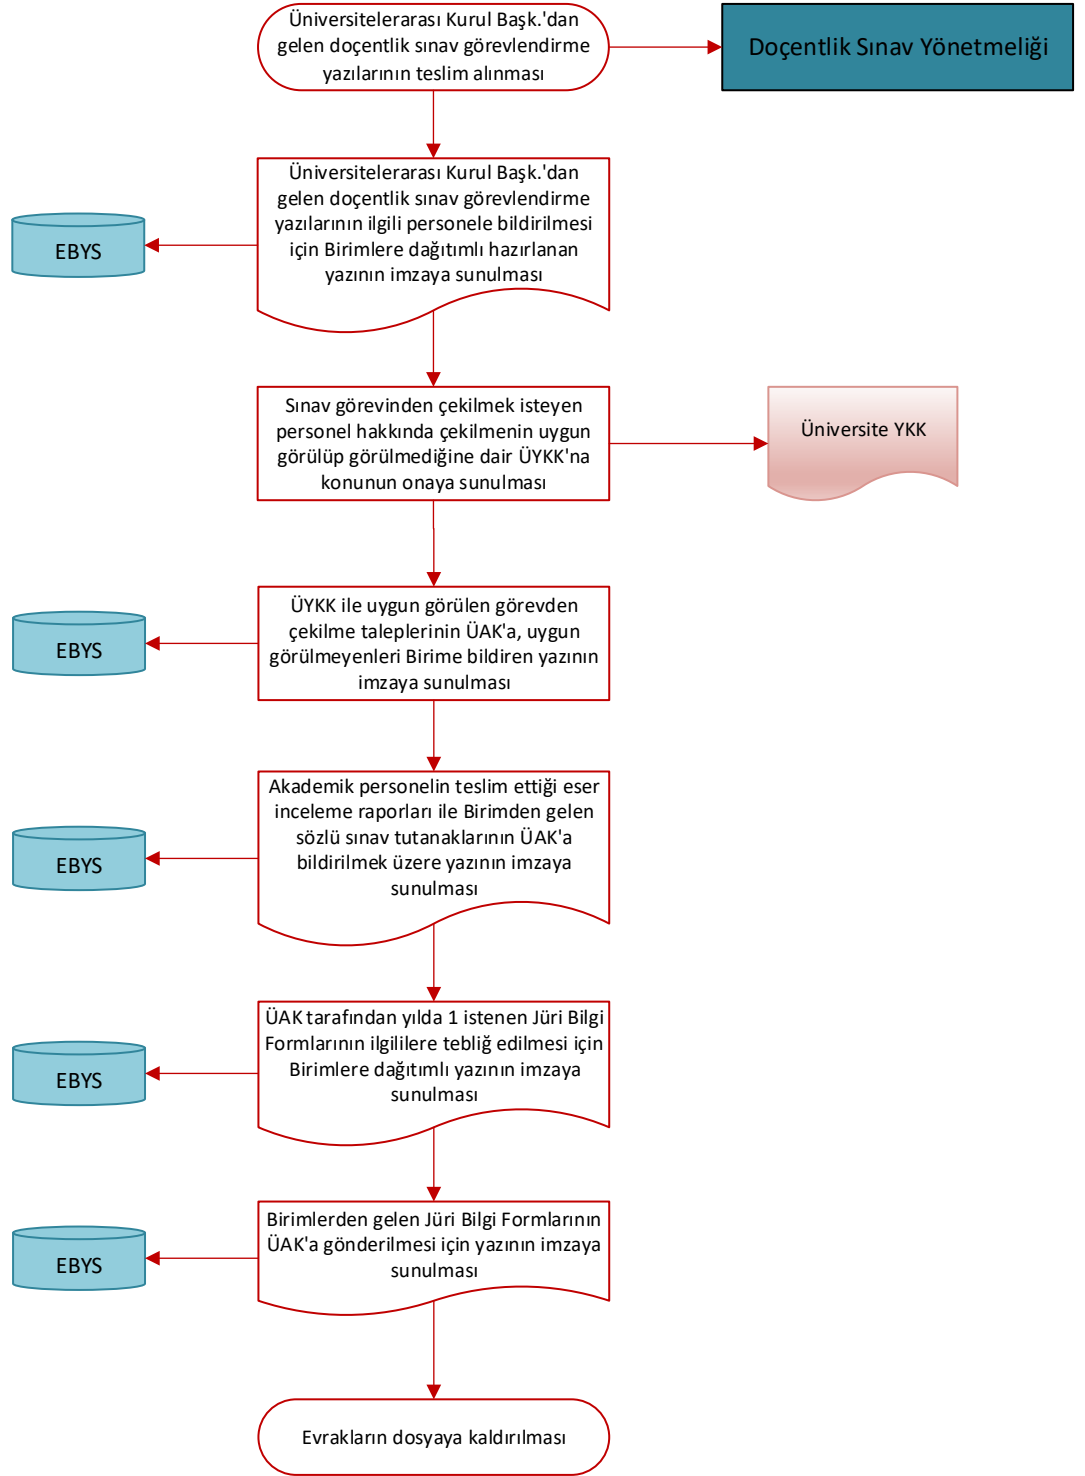 Üniversitelerarası Kurul Başk.'dan
gelen doçentlik sınav görevlendirme
yazılarının teslim alınması
Doçentlik Sınav Yönetmeliği
Üniversitelerarası Kurul Başk.'dan
gelen doçentlik sınav görevlendirme
yazılarının ilgili personele bildirilmesi
için Birimlere dağıtımlı hazırlanan
yazının imzaya sunulması
EBYS
Sınav görevinden çekilmek isteyen
personel hakkında çekilmenin uygun
görülüp görülmediğine dair ÜYKK'na
konunun onaya sunulması
Üniversite YKK
ÜYKK ile uygun görülen görevden
çekilme taleplerinin ÜAK'a, uygun
görülmeyenleri Birime bildiren yazının
imzaya sunulması
EBYS
Akademik personelin teslim ettiği eser
inceleme raporları ile Birimden gelen
sözlü sınav tutanaklarının ÜAK'a
bildirilmek üzere yazının imzaya
sunulması
EBYS
ÜAK tarafından yılda 1 istenen Jüri Bilgi
Formlarının ilgililere tebliğ edilmesi için
Birimlere dağıtımlı yazının imzaya
sunulması
EBYS
Birimlerden gelen Jüri Bilgi Formlarının
ÜAK'a gönderilmesi için yazının imzaya
sunulması
EBYS
Evrakların dosyaya kaldırılması